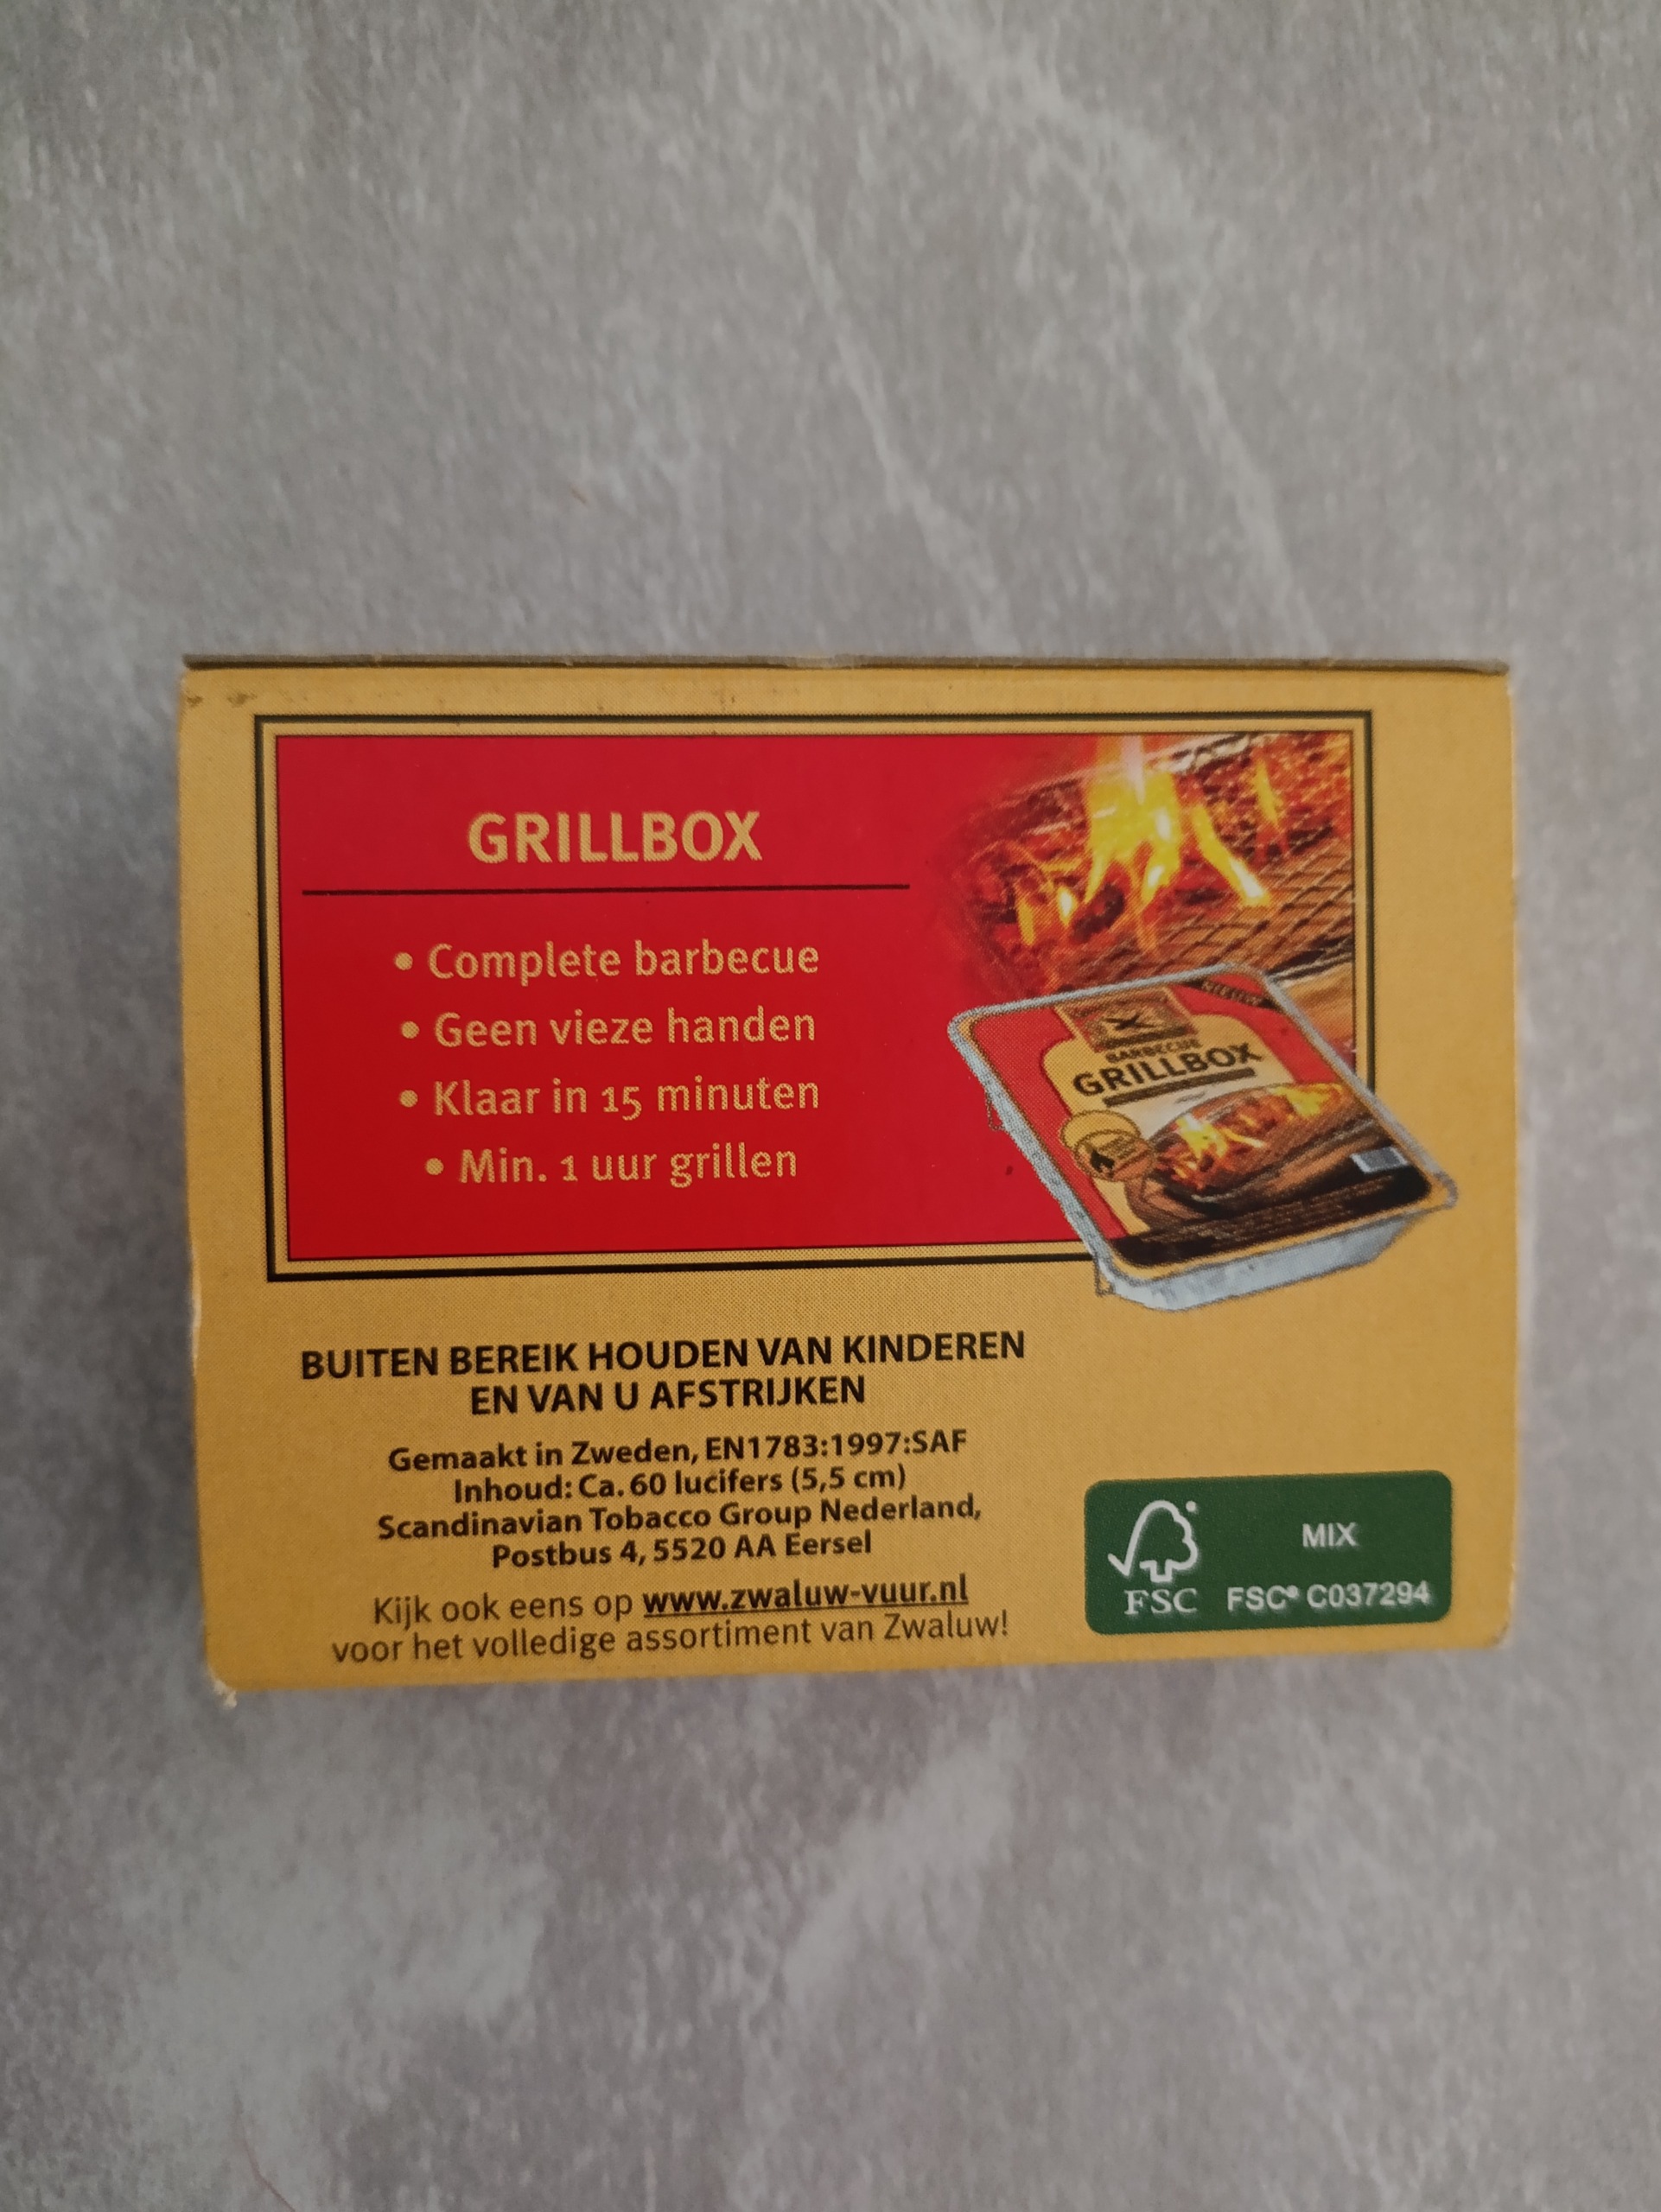 GRILLBOX
• Complete barbecue
• Geen vieze handen
• Klaar in 15 minuten
• Min. 1 uur grillen
NIEUW
BARBECUE
GRILLBOX
BUITEN BEREIK HOUDEN VAN KINDEREN
EN VAN U AFSTRIJKEN
Gemaakt in Zweden, EN1783:1997:SAF
Inhoud: Ca. 60 lucifers (5,5 cm)
Scandinavian Tobacco Group Nederland,
Postbus 4, 5520 AA Eersel
Kijk ook eens op www.zwaluw-vuur.nl
voor het volledige assortiment van Zwaluw!
MIX
FSC FSC® C037294